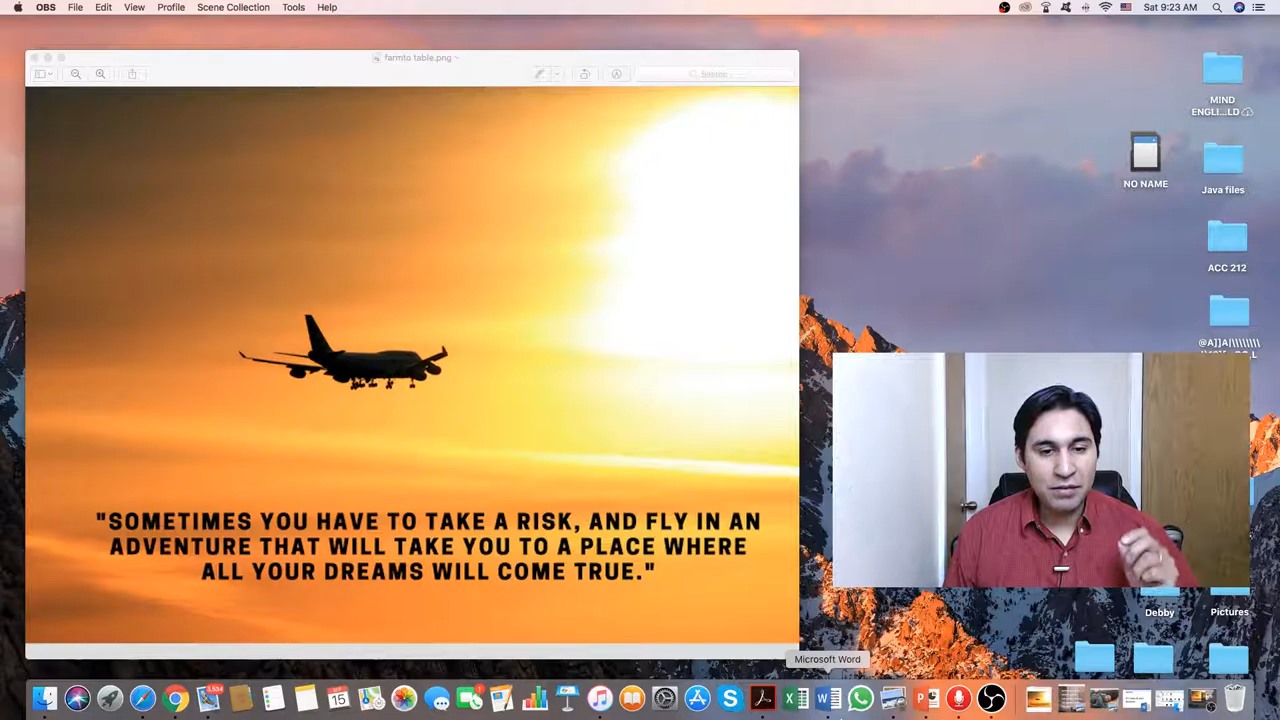 OBS File Edit View Profile Scene Collection Tools Help
Sat 9:23 AM
farmto table.png
Search
"SOMETIMES YOU HAVE TO TAKE A RISK, AND FLY IN AN
ADVENTURE THAT WILL TAKE YOU TO A PLACE WHERE
ALL YOUR DREAMS WILL COME TRUE."
MIND
ENGLI...LD
NO NAME
Java files
ACC 212
Debby
Pictures
Microsoft Word